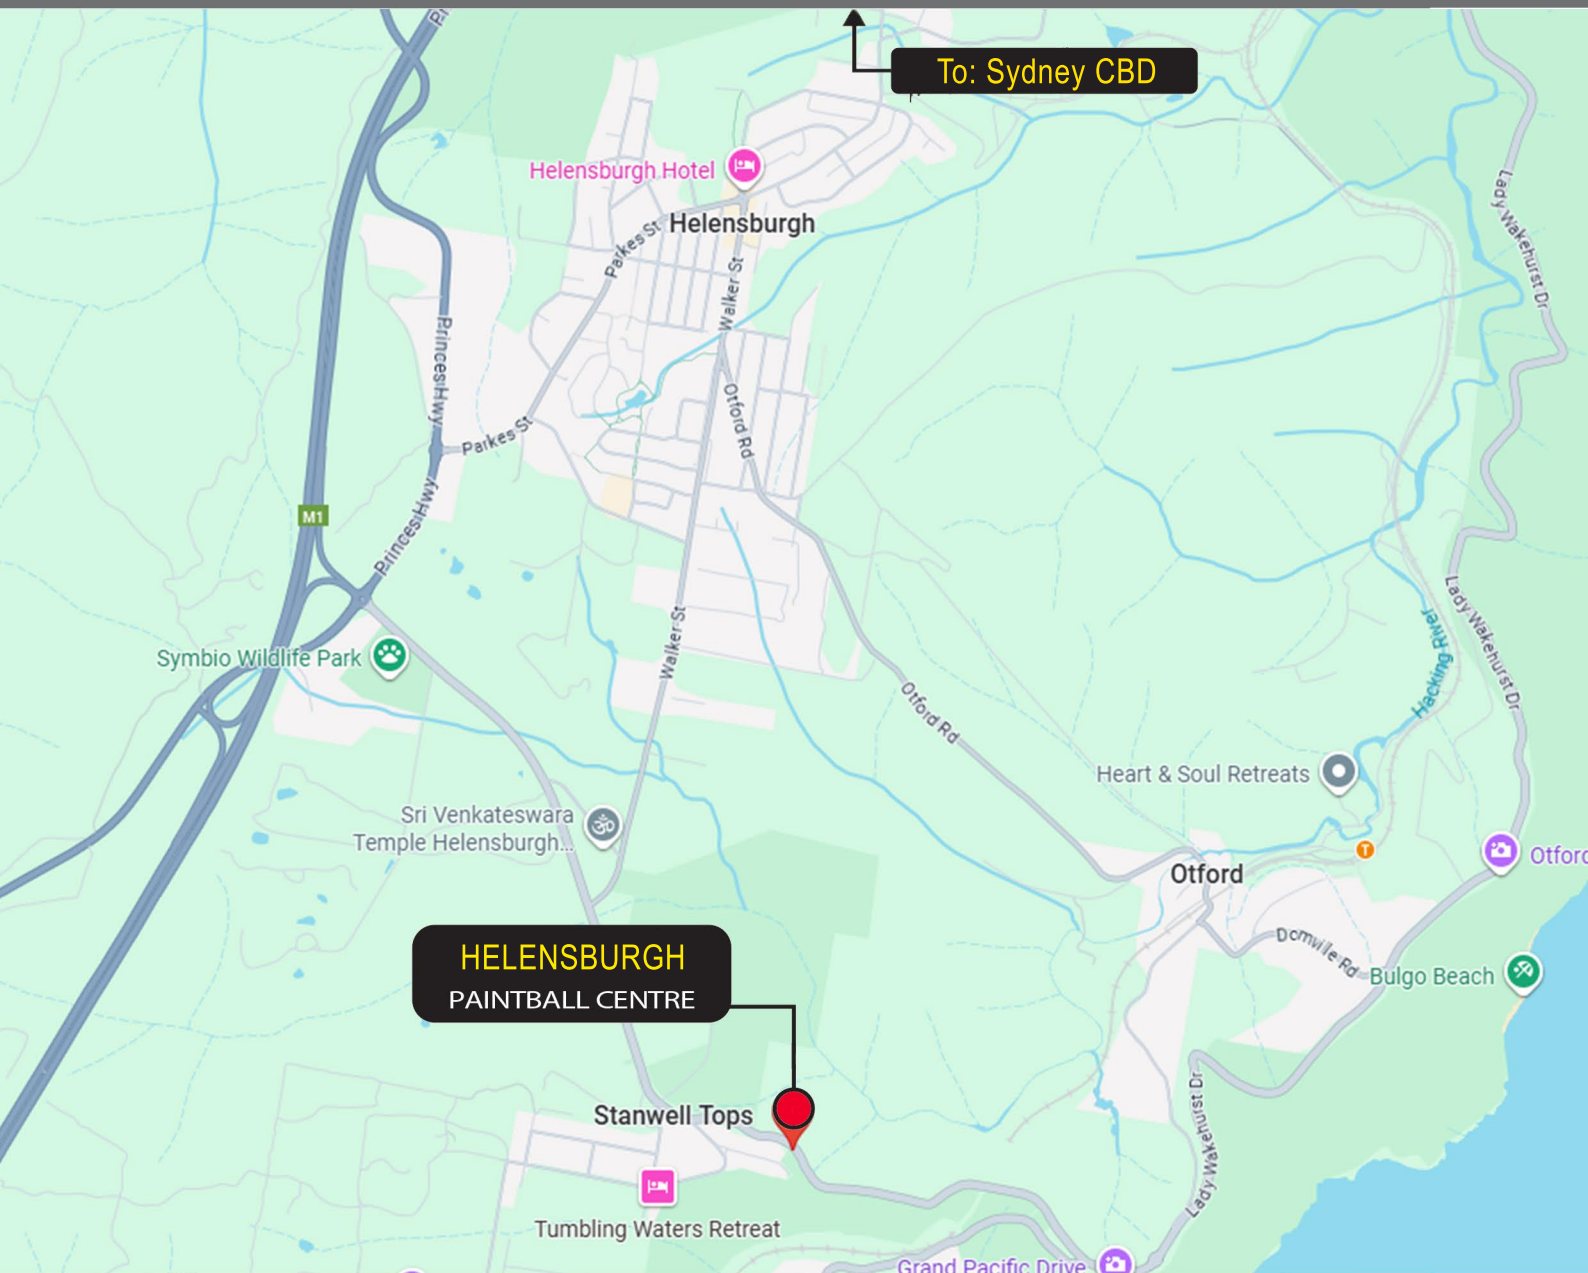 To: Sydney CBD
Helensburgh Hotel
Helensburgh
Parkes St
Walker St
Lady Wakehurst Dr
Princes Hwy
Otford Rd
Parkes St
M1
Princes Hwy
Walker St
Lady Wakehurst Dr
Hacking River
Symbio Wildlife Park
Otford Rd
Heart & Soul Retreats
Sri Venkateswara
Temple Helensburgh...
T
Otford
Otford
Domville Rd
Bulgo Beach
HELENSBURGH
PAINTBALL CENTRE
Stanwell Tops
Lady Wakehurst Dr
Tumbling Waters Retreat
Grand Pacific Drive